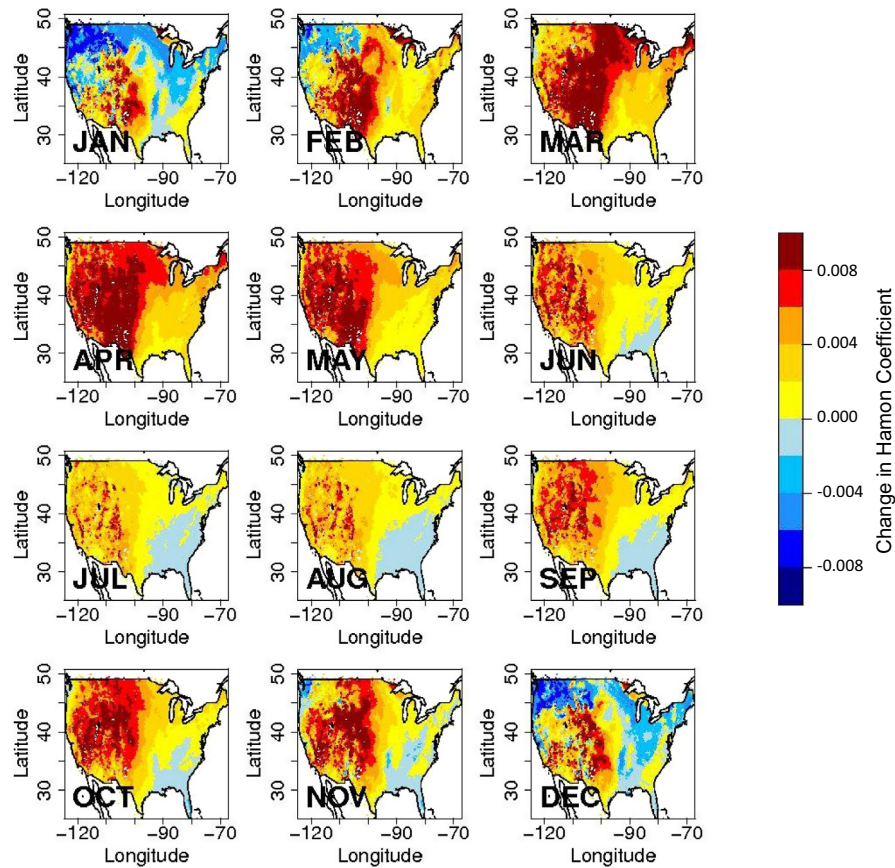 50
40
30
Latitude
JAN
−120 −90 −70
Longitude
50
40
30
Latitude
FEB
−120 −90 −70
Longitude
50
40
30
Latitude
MAR
−120 −90 −70
Longitude
50
40
30
Latitude
APR
−120 −90 −70
Longitude
50
40
30
Latitude
MAY
−120 −90 −70
Longitude
50
40
30
Latitude
JUN
−120 −90 −70
Longitude
50
40
30
Latitude
JUL
−120 −90 −70
Longitude
50
40
30
Latitude
AUG
−120 −90 −70
Longitude
50
40
30
Latitude
SEP
−120 −90 −70
Longitude
50
40
30
Latitude
OCT
−120 −90 −70
Longitude
50
40
30
Latitude
NOV
−120 −90 −70
Longitude
50
40
30
Latitude
DEC
−120 −90 −70
Longitude
0.008
0.004
0.000
-0.004
-0.008
Change in Hamon Coefficient